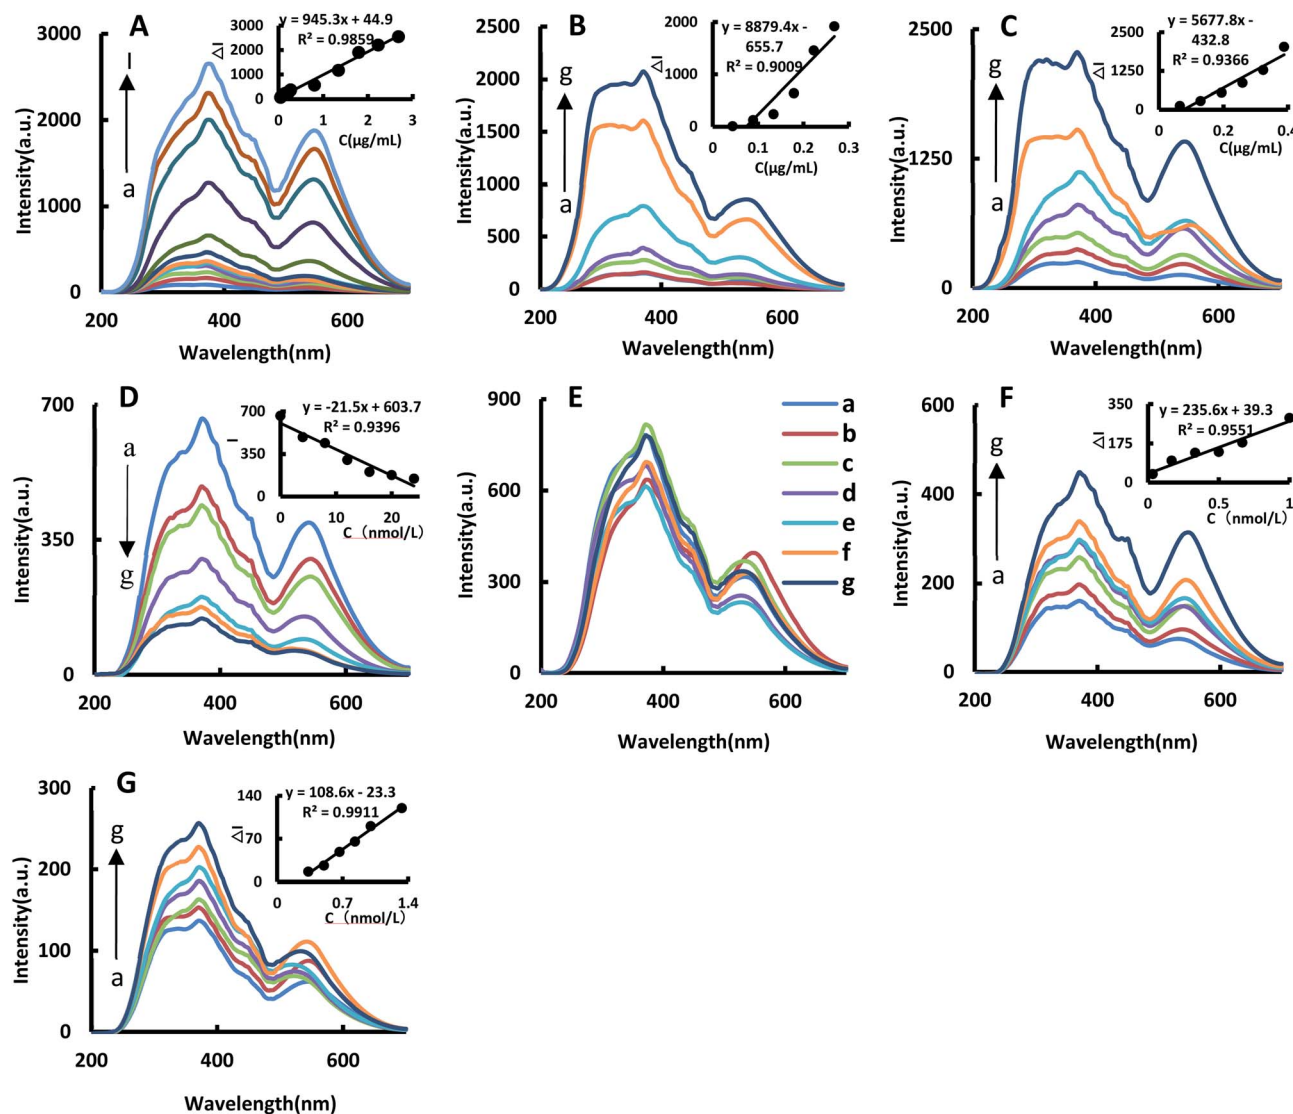 A
Intensity(a.u.)
3000
2000
1000
0
200
400
600
Wavelength(nm)
l
a
△I
3000
2000
1000
0
0
1
2
3
C(μg/mL)
y = 945.3x + 44.9
R² = 0.9859
B
Intensity(a.u.)
2500
2000
1500
1000
500
0
200
400
600
Wavelength(nm)
g
a
△I
2000
1000
0
0
0.1
0.2
0.3
C(μg/mL)
y = 8879.4x -
655.7
R² = 0.9009
C
Intensity(a.u.)
2500
1250
0
200
400
600
Wavelength(nm)
g
a
△I
2500
1250
0
0
0.2
0.4
C(μg/mL)
y = 5677.8x -
432.8
R² = 0.9366
D
Intensity(a.u.)
700
350
0
200
400
600
Wavelength(nm)
a
g
I
700
350
0
0
10
20
C（nmol/L）
y = -21.5x + 603.7
R² = 0.9396
E
Intensity(a.u.)
900
600
300
0
200
400
600
Wavelength(nm)
a
b
c
d
e
f
g
F
Intensity(a.u.)
600
400
200
0
200
400
600
Wavelength(nm)
g
a
△I
350
175
0
0
0.5
1
C（nmol/L）
y = 235.6x + 39.3
R² = 0.9551
G
Intensity(a.u.)
300
200
100
0
200
400
600
Wavelength(nm)
g
a
△I
140
70
0
0
0.7
1.4
C（nmol/L）
y = 108.6x - 23.3
R² = 0.9911